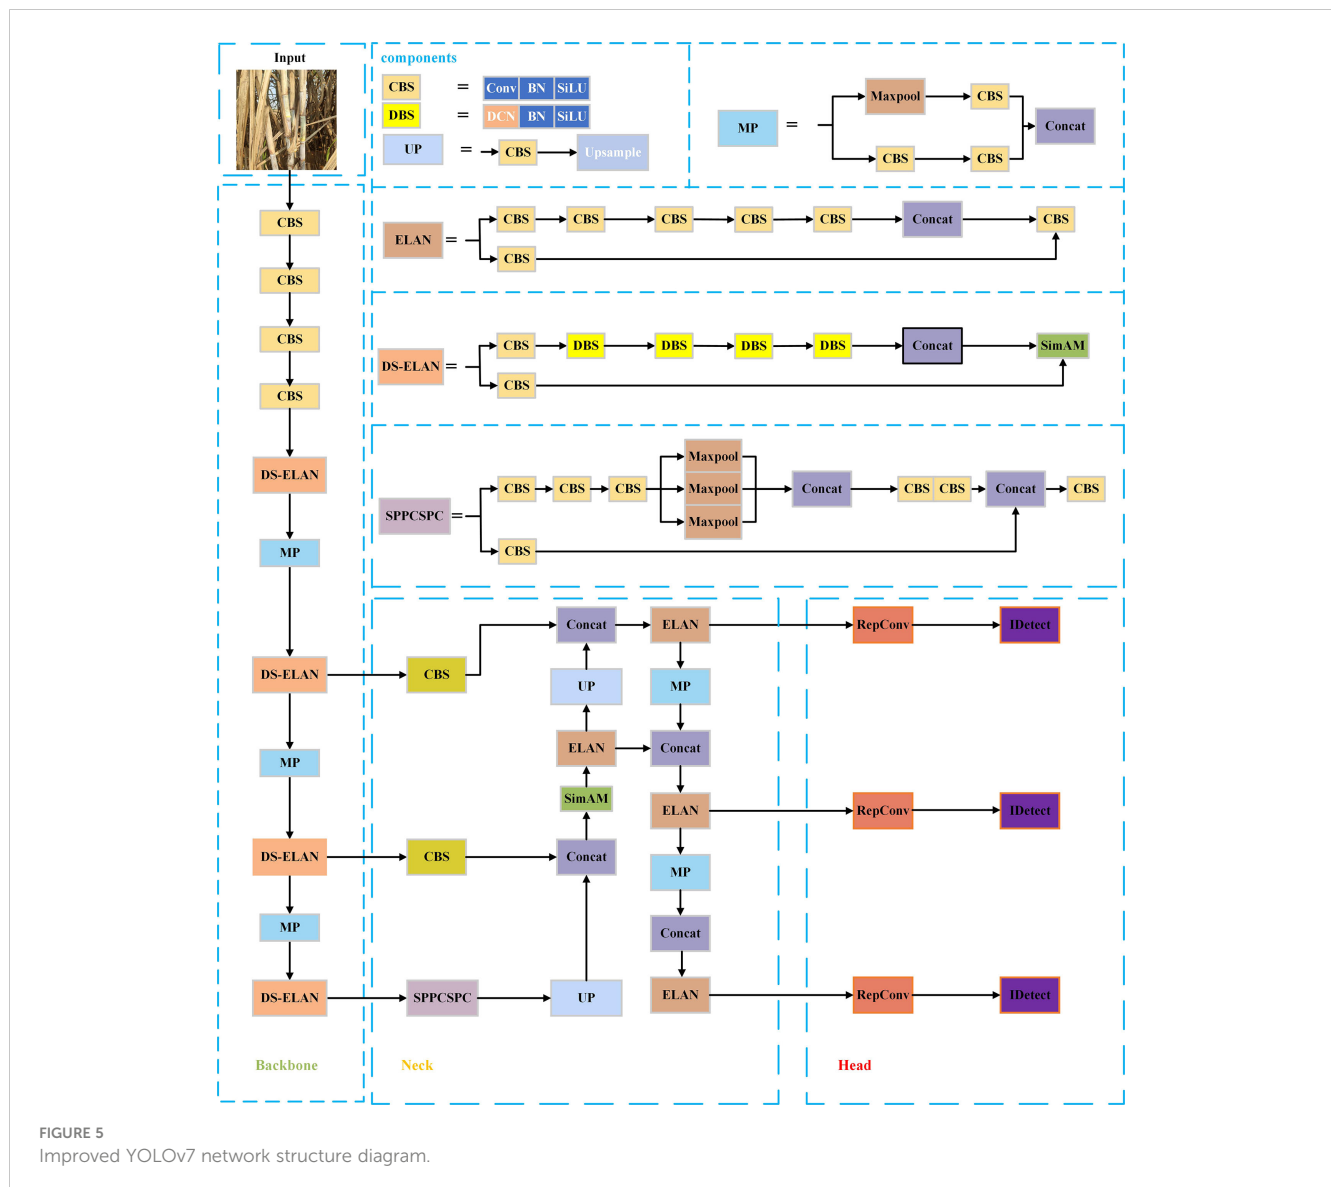 Input
components
CBS = Conv BN SiLU
DBS = DCN BN SiLU
UP = CBS Upsample
MP = Maxpool CBS Concat
CBS CBS
ELAN = CBS CBS CBS CBS CBS Concat CBS
CBS
DS-ELAN = CBS DBS DBS DBS DBS Concat SimAM
CBS
SPPCSPC = CBS CBS CBS Maxpool Maxpool Maxpool Concat CBS CBS Concat CBS
CBS
CBS
CBS
CBS
CBS
DS-ELAN
MP
DS-ELAN
MP
DS-ELAN
MP
DS-ELAN
Backbone
Concat ELAN
CBS UP MP
ELAN Concat
SimAM ELAN
CBS Concat MP
Concat
SPPCSPC UP ELAN
Neck
RepConv IDetect
RepConv IDetect
RepConv IDetect
Head
FIGURE 5
Improved YOLOv7 network structure diagram.